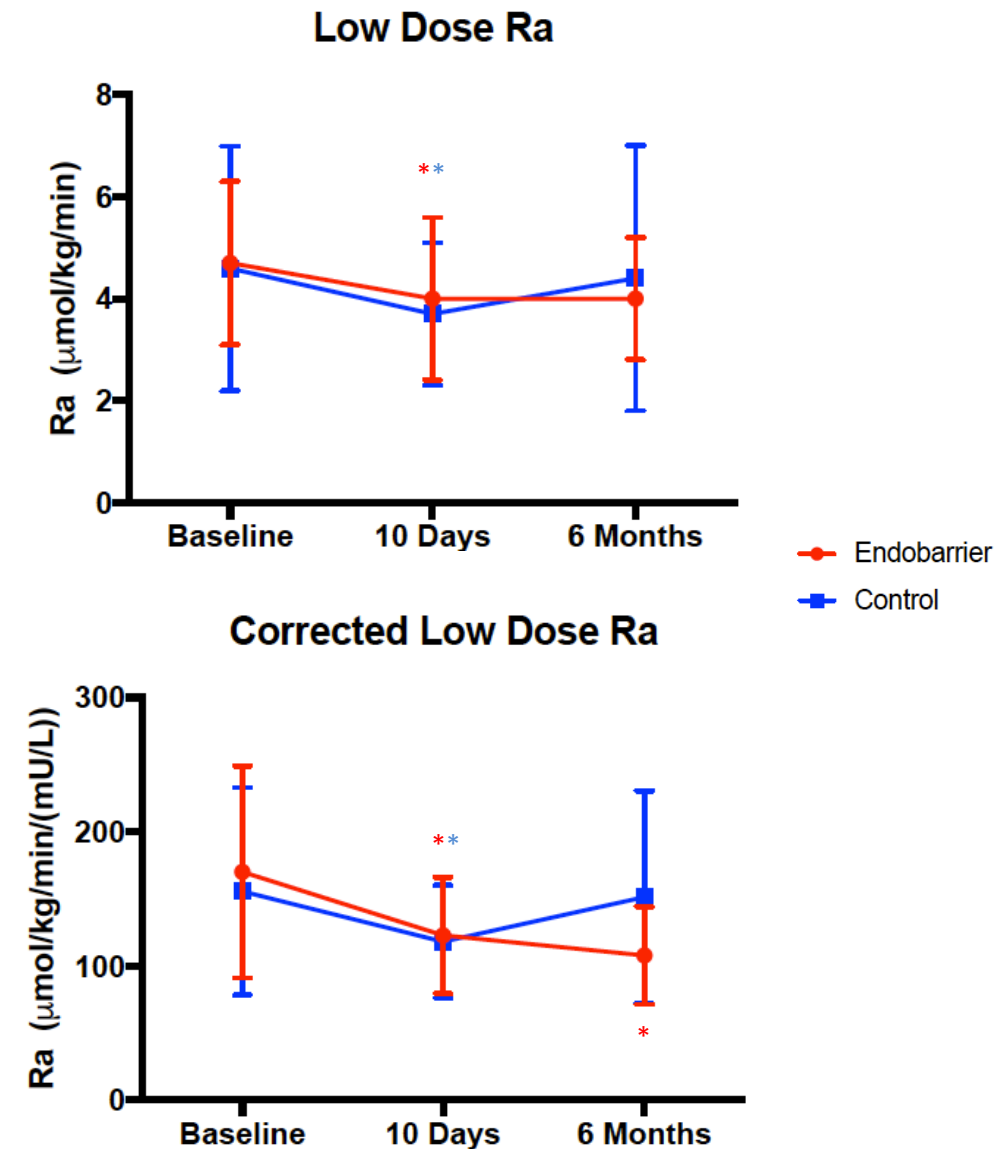 Low Dose Ra
8
6
4
2
0
Ra (μmol/kg/min)
**
Baseline 10 Days 6 Months
Endobarrier
Control
Corrected Low Dose Ra
300
200
100
0
Ra (μmol/kg/min/(mU/L))
**
*
Baseline 10 Days 6 Months